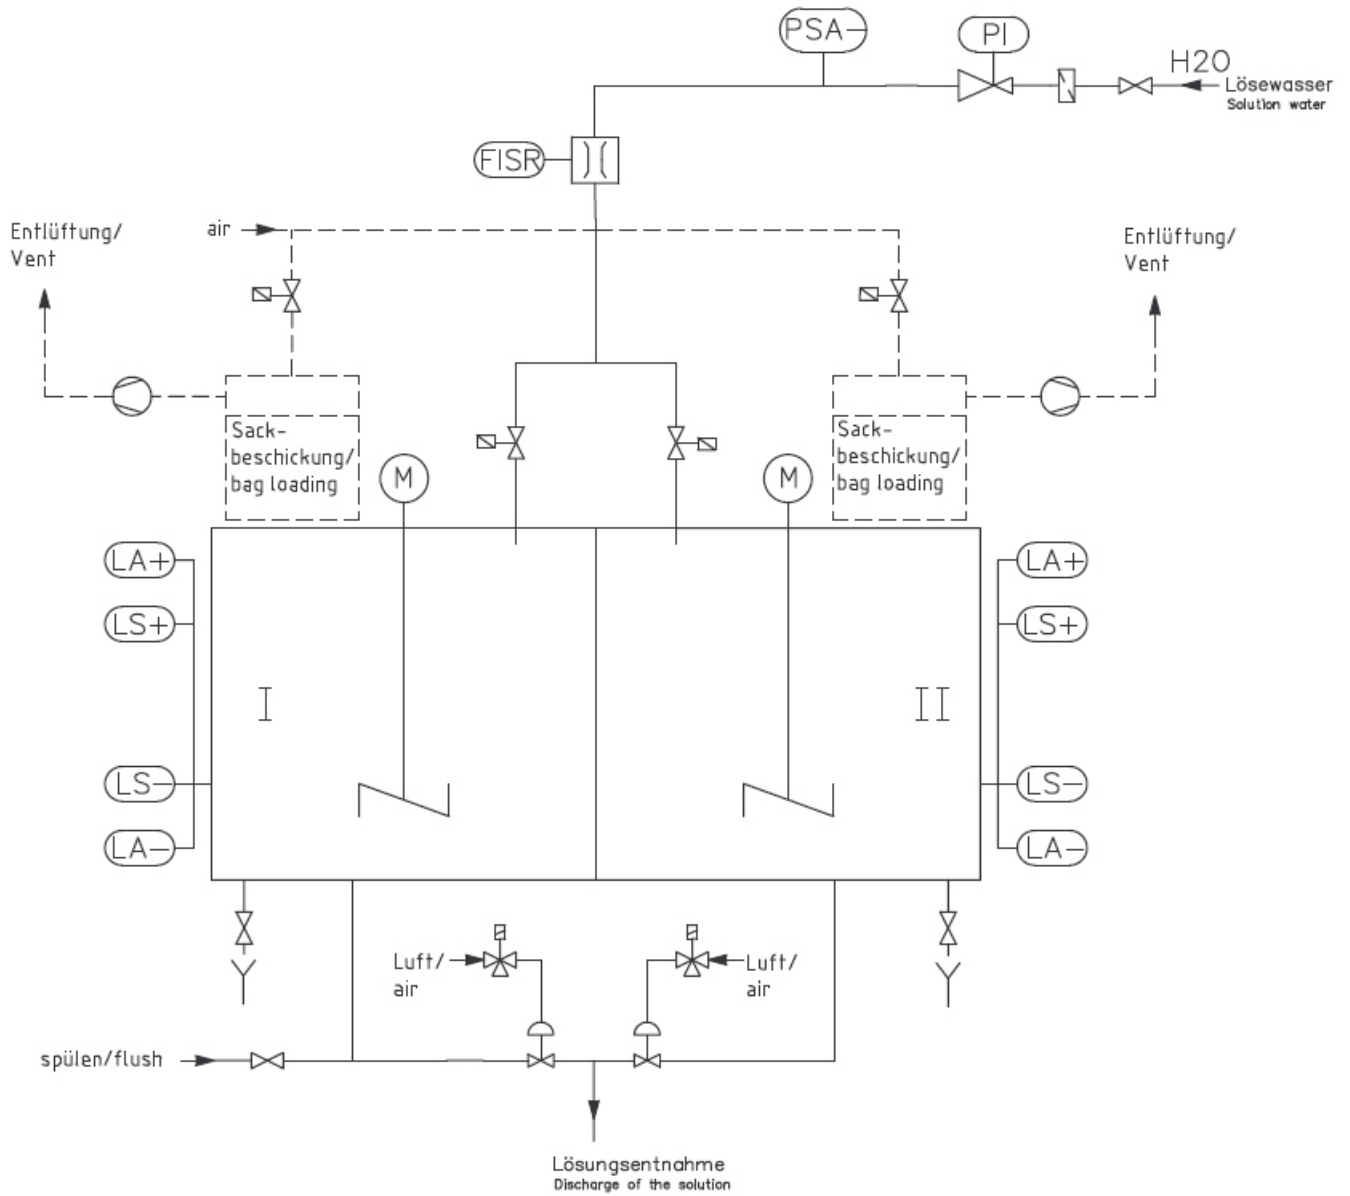 PSA-
PI
H2O
Lösewasser
Solution water
FISR
Entlüftung/
Vent
air
Entlüftung/
Vent
Sack-
beschickung/
bag loading
Sack-
beschickung/
bag loading
M
M
LA+
LA+
LS+
LS+
I
II
LS-
LS-
LA-
LA-
Luft/
air
Luft/
air
spülen/flush
Lösungsentnahme
Discharge of the solution